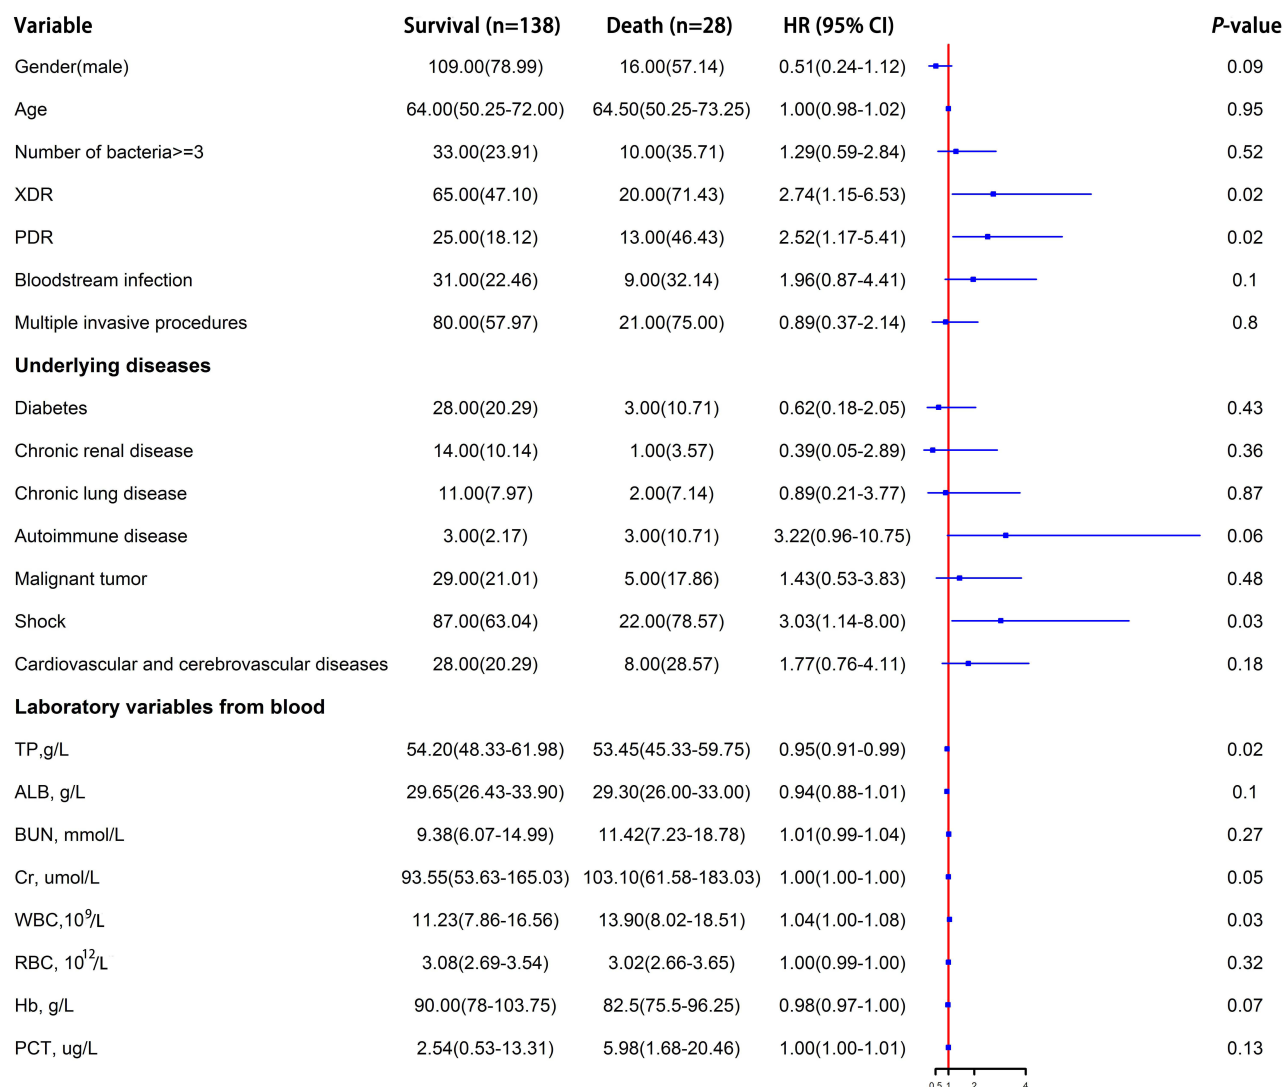 Variable Survival (n=138) Death (n=28) HR (95% CI) P-value
Gender(male) 109.00(78.99) 16.00(57.14) 0.51(0.24-1.12) 0.09
Age 64.00(50.25-72.00) 64.50(50.25-73.25) 1.00(0.98-1.02) 0.95
Number of bacteria>=3 33.00(23.91) 10.00(35.71) 1.29(0.59-2.84) 0.52
XDR 65.00(47.10) 20.00(71.43) 2.74(1.15-6.53) 0.02
PDR 25.00(18.12) 13.00(46.43) 2.52(1.17-5.41) 0.02
Bloodstream infection 31.00(22.46) 9.00(32.14) 1.96(0.87-4.41) 0.1
Multiple invasive procedures 80.00(57.97) 21.00(75.00) 0.89(0.37-2.14) 0.8
Underlying diseases
Diabetes 28.00(20.29) 3.00(10.71) 0.62(0.18-2.05) 0.43
Chronic renal disease 14.00(10.14) 1.00(3.57) 0.39(0.05-2.89) 0.36
Chronic lung disease 11.00(7.97) 2.00(7.14) 0.89(0.21-3.77) 0.87
Autoimmune disease 3.00(2.17) 3.00(10.71) 3.22(0.96-10.75) 0.06
Malignant tumor 29.00(21.01) 5.00(17.86) 1.43(0.53-3.83) 0.48
Shock 87.00(63.04) 22.00(78.57) 3.03(1.14-8.00) 0.03
Cardiovascular and cerebrovascular diseases 28.00(20.29) 8.00(28.57) 1.77(0.76-4.11) 0.18
Laboratory variables from blood
TP,g/L 54.20(48.33-61.98) 53.45(45.33-59.75) 0.95(0.91-0.99) 0.02
ALB, g/L 29.65(26.43-33.90) 29.30(26.00-33.00) 0.94(0.88-1.01) 0.1
BUN, mmol/L 9.38(6.07-14.99) 11.42(7.23-18.78) 1.01(0.99-1.04) 0.27
Cr, umol/L 93.55(53.63-165.03) 103.10(61.58-183.03) 1.00(1.00-1.00) 0.05
WBC,10⁹/L 11.23(7.86-16.56) 13.90(8.02-18.51) 1.04(1.00-1.08) 0.03
RBC, 10¹²/L 3.08(2.69-3.54) 3.02(2.66-3.65) 1.00(0.99-1.00) 0.32
Hb, g/L 90.00(78-103.75) 82.5(75.5-96.25) 0.98(0.97-1.00) 0.07
PCT, ug/L 2.54(0.53-13.31) 5.98(1.68-20.46) 1.00(1.00-1.01) 0.13
0.5 1 2 4